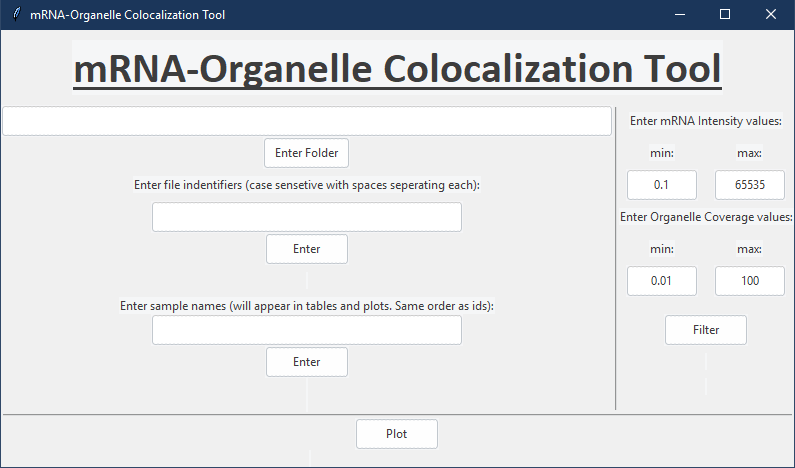 mRNA-Organelle Colocalization Tool
mRNA-Organelle Colocalization Tool
Enter Folder
Enter file indentifiers (case sensetive with spaces seperating each):
Enter
Enter sample names (will appear in tables and plots. Same order as ids):
Enter
Enter mRNA Intensity values:
min: max:
0.1 65535
Enter Organelle Coverage values:
min: max:
0.01 100
Filter
Plot